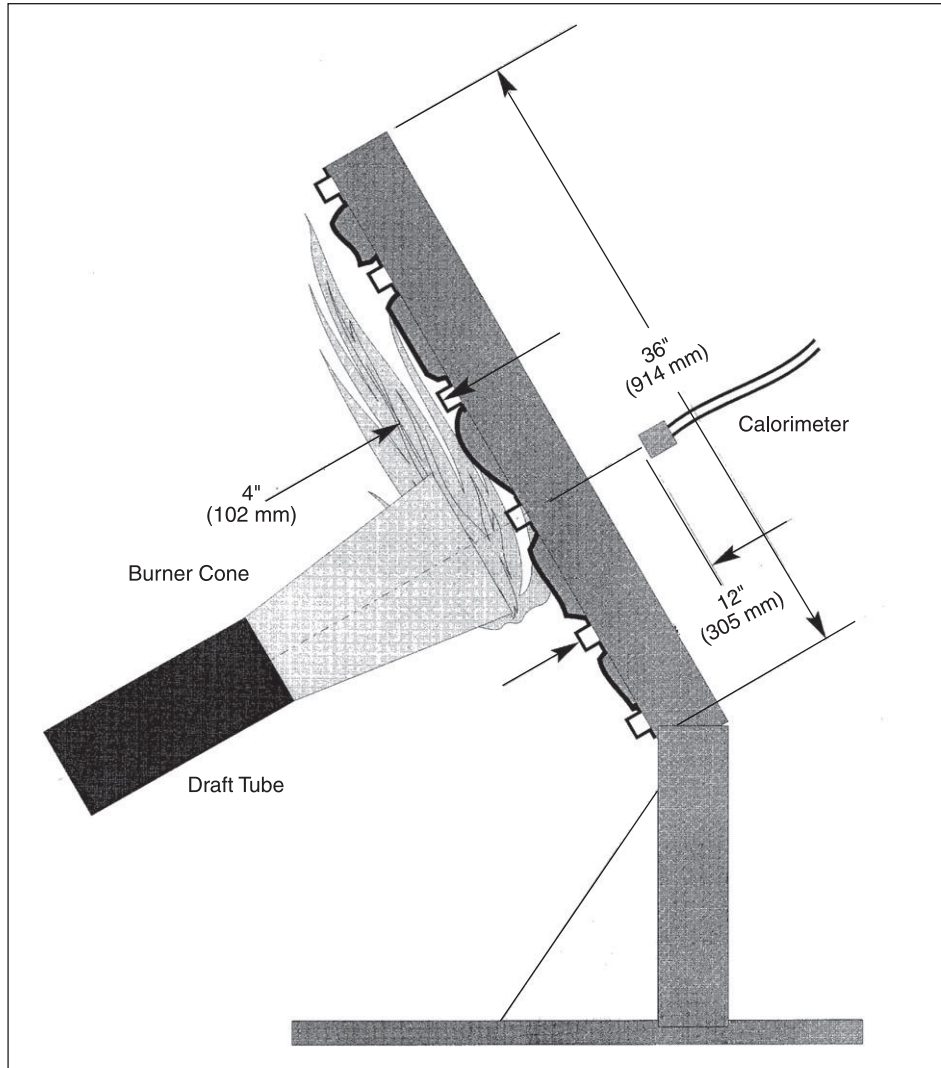 36"
(914 mm)
Calorimeter
4"
(102 mm)
Burner Cone
12"
(305 mm)
Draft Tube